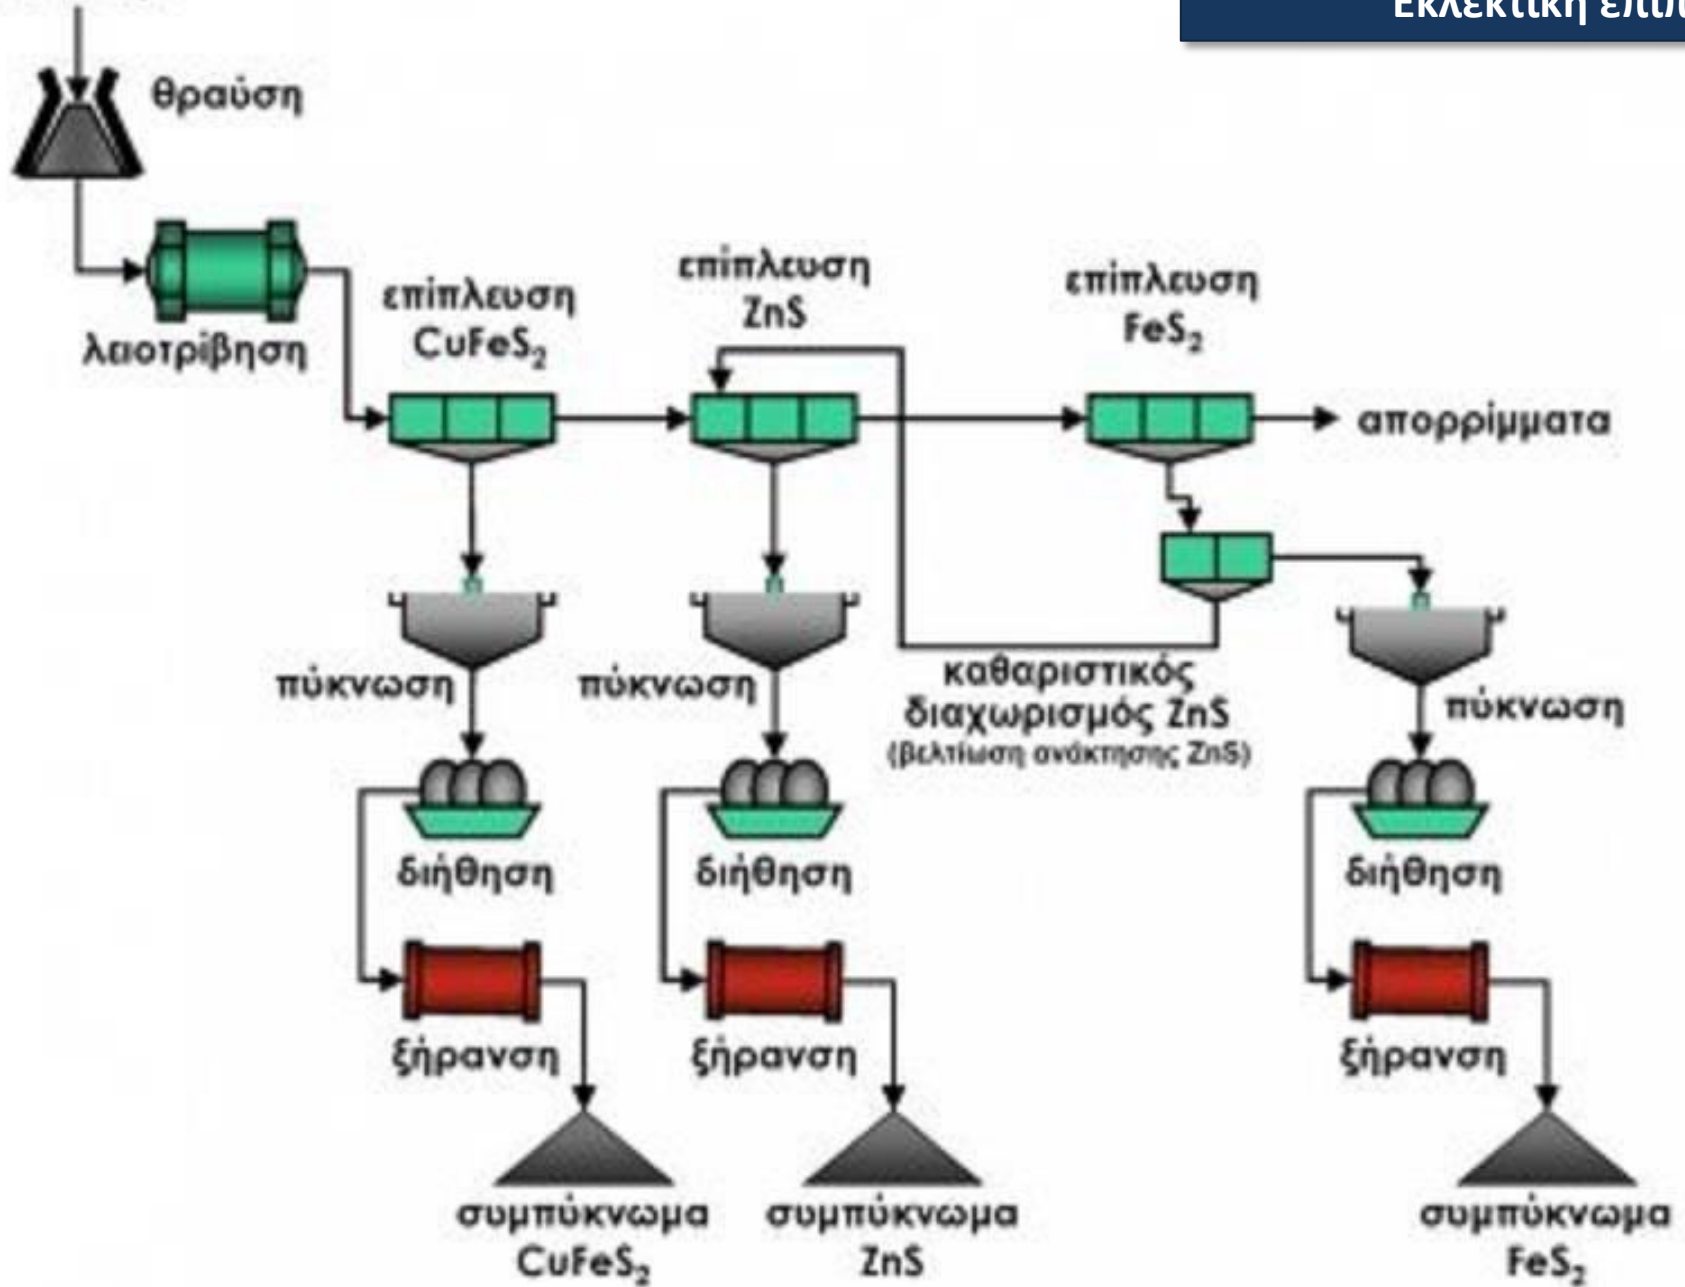 Εκλεκτική
θραύση
λειοτρίβηση
επίπλευση
CuFeS₂
επίπλευση
ZnS
επίπλευση
FeS₂
απορρίμματα
πύκνωση
πύκνωση
καθαριστικός
διαχωρισμός ZnS
(βελτίωση ανάκτησης ZnS)
πύκνωση
διήθηση
διήθηση
διήθηση
ξήρανση
ξήρανση
ξήρανση
συμπύκνωμα
CuFeS₂
συμπύκνωμα
ZnS
συμπύκνωμα
FeS₂